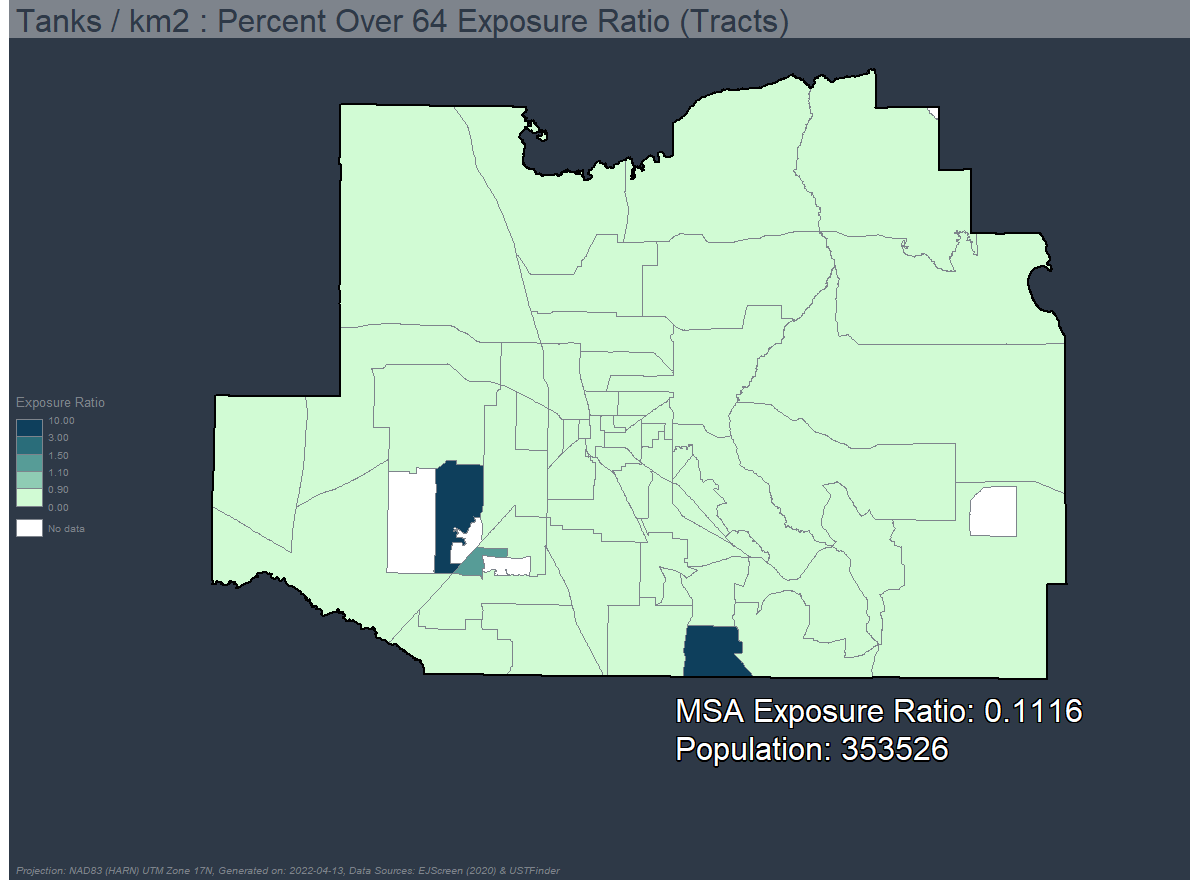 Tanks / km2 : Percent Over 64 Exposure Ratio (Tracts)
Exposure Ratio
10.00
3.00
1.50
1.10
0.90
0.00
No data
MSA Exposure Ratio: 0.1116
Population: 353526
Projection: NAD83 (HARN) UTM Zone 17N, Generated on: 2022-04-13, Data Sources: EJScreen (2020) & USTFinder